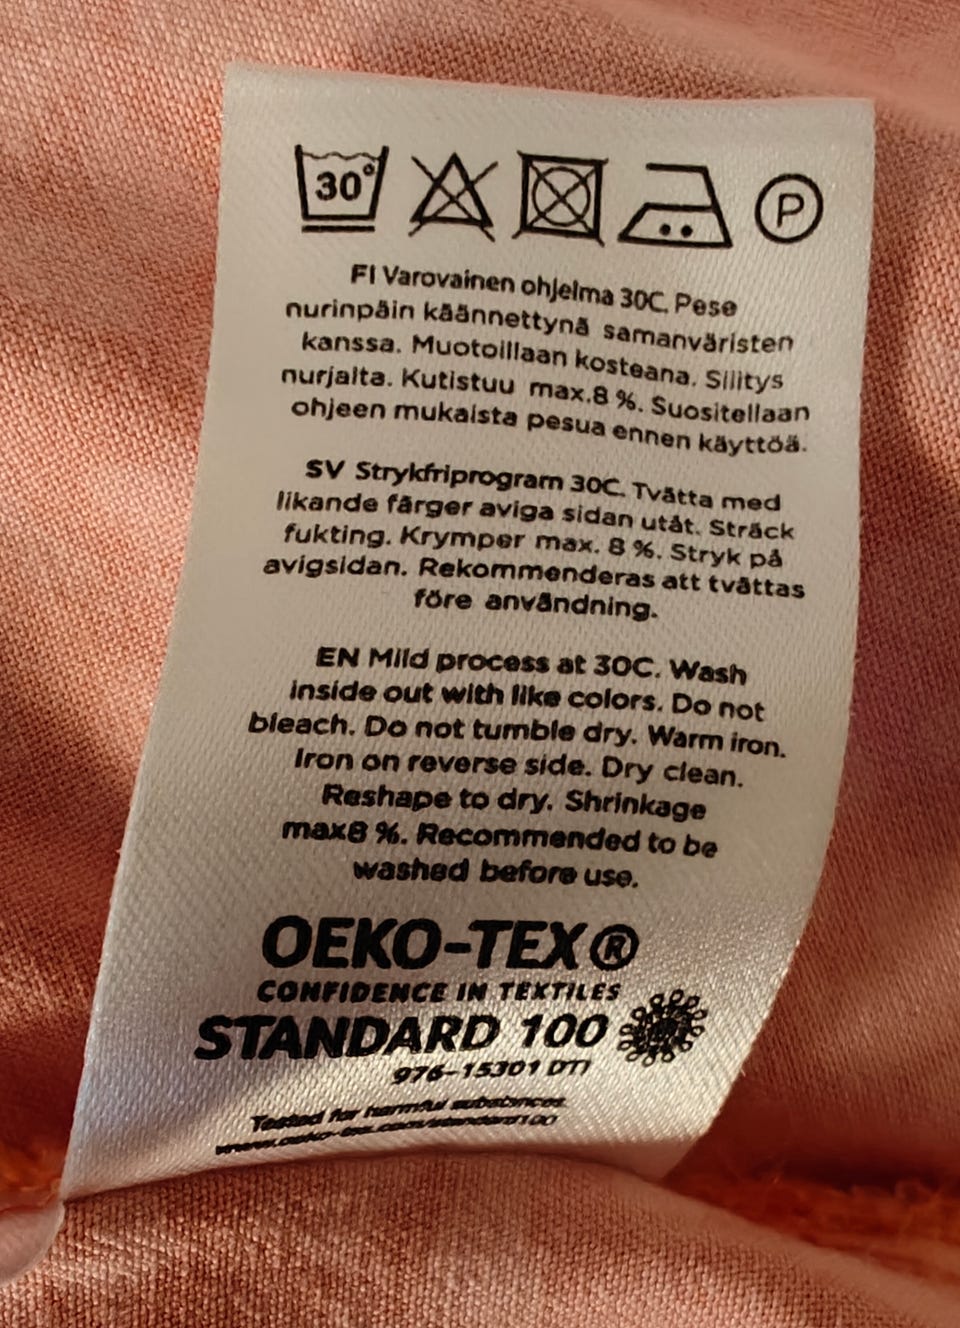 30°
P
FI Varovainen ohjelma 30C. Pese
nurinpäin käännettynä samanväristen
kanssa. Muotoillaan kosteana. Silitys
nurjalta. Kutistuu max.8 %. Suositellaan
ohjeen mukaista pesua ennen käyttöä.
SV Strykfriprogram 30C. Tvätta med
likande färger aviga sidan utåt. Sträck
fukting. Krymper max. 8 %. Stryk på
avigsidan. Rekommenderas att tvättas
före användning.
EN Mild process at 30C. Wash
inside out with like colors. Do not
bleach. Do not tumble dry. Warm iron.
Iron on reverse side. Dry clean.
Reshape to dry. Shrinkage
max8 %. Recommended to be
washed before use.
OEKO-TEX®
CONFIDENCE IN TEXTILES
STANDARD 100
976-15301 DTI
Tested for harmful substances.
www.oeko-tex.com/standard100